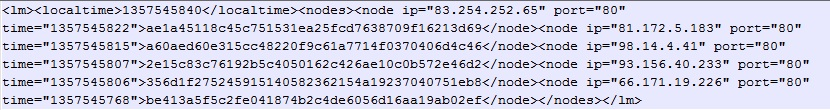 <lm><localtime>1357545840</localtime><nodes><node ip="83.254.252.65" port="80"
time="1357545822">ae1a45118c45c751531ea25fcd7638709f16213d69</node><node ip="81.172.5.183" port="80"
time="1357545815">a60aed60e315cc48220f9c61a7714f0370406d4c46</node><node ip="98.14.4.41" port="80"
time="1357545807">2e15c83c76192b5c4050162c426ae10c0b572e46d2</node><node ip="93.156.40.233" port="80"
time="1357545806">356d1f275245915140582362154a19237040751eb8</node><node ip="66.171.19.226" port="80"
time="1357545768">be413a5f5c2fe041874b2c4de6056d16aa19ab02ef</node></nodes></lm>